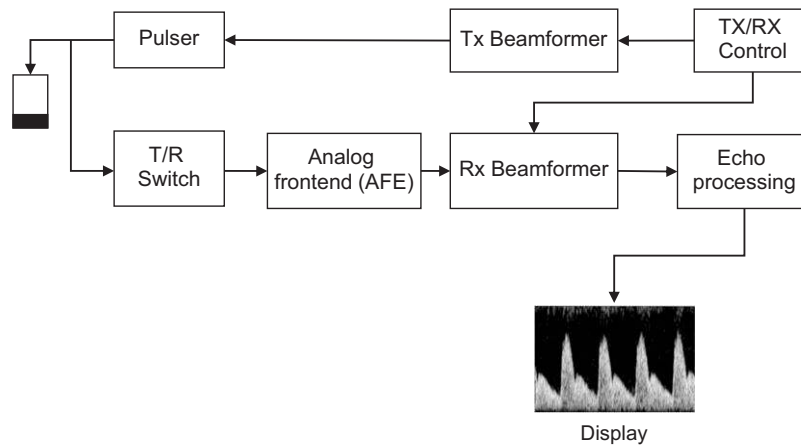 Pulser
Tx Beamformer
TX/RX
Control
T/R
Switch
Analog
frontend (AFE)
Rx Beamformer
Echo
processing
Display